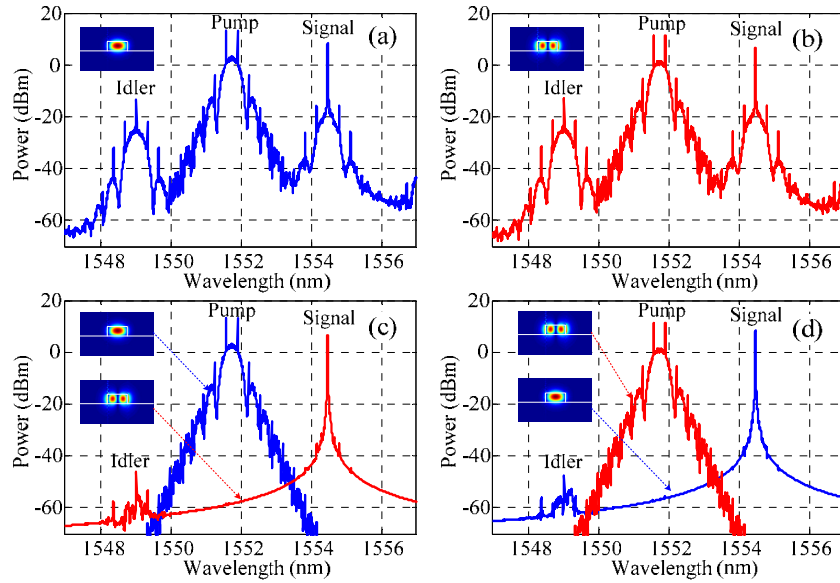 20
Pump
Signal
(a)
0
Idler
-20
-40
-60
Power (dBm)
1548 1550 1552 1554 1556
Wavelength (nm)
20
Pump
Signal
(b)
0
Idler
-20
-40
-60
Power (dBm)
1548 1550 1552 1554 1556
Wavelength (nm)
20
Pump
Signal
(c)
0
-20
-40
Idler
-60
Power (dBm)
1548 1550 1552 1554 1556
Wavelength (nm)
20
Pump
Signal
(d)
0
-20
-40
Idler
-60
Power (dBm)
1548 1550 1552 1554 1556
Wavelength (nm)